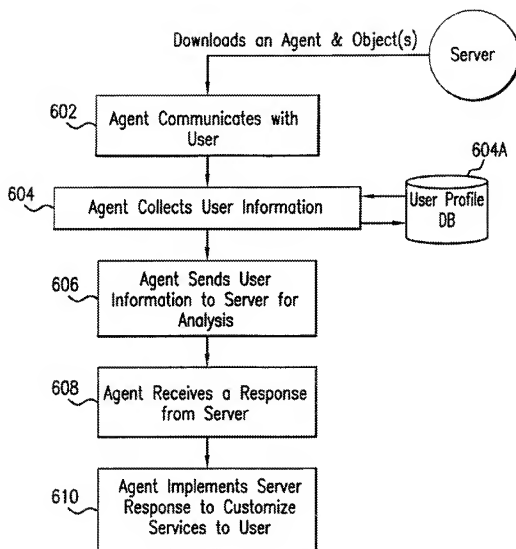 Downloads an Agent & Object(s)
Server
602
Agent Communicates with
User
604A
User Profile
DB
604
Agent Collects User Information
606
Agent Sends User
Information to Server for
Analysis
608
Agent Receives a Response
from Server
610
Agent Implements Server
Response to Customize
Services to User